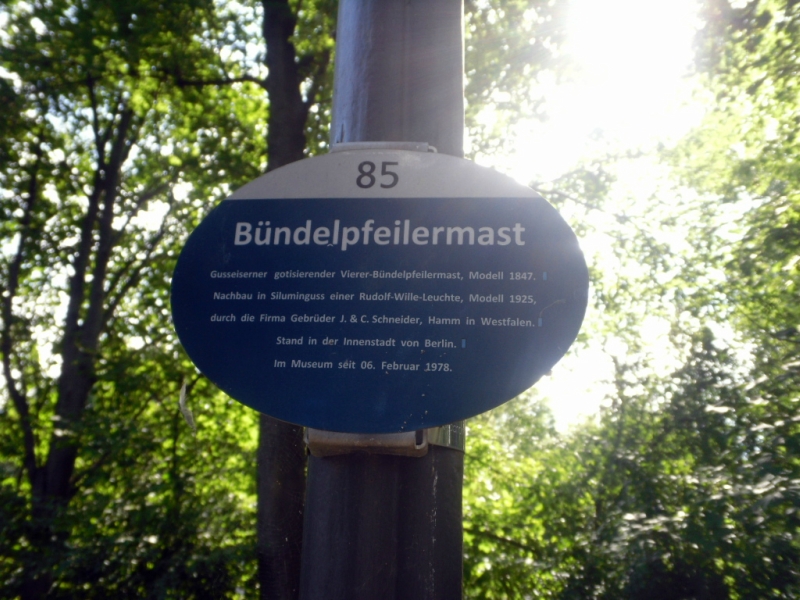 85
Bündelpfeilermast
Gusseiserner gotisierender Vierer-Bündelpfeilermast, Modell 1847.
Nachbau in Siluminguss einer Rudolf-Wille-Leuchte, Modell 1925,
durch die Firma Gebrüder J. & C. Schneider, Hamm in Westfalen.
Stand in der Innenstadt von Berlin.
Im Museum seit 06. Februar 1978.